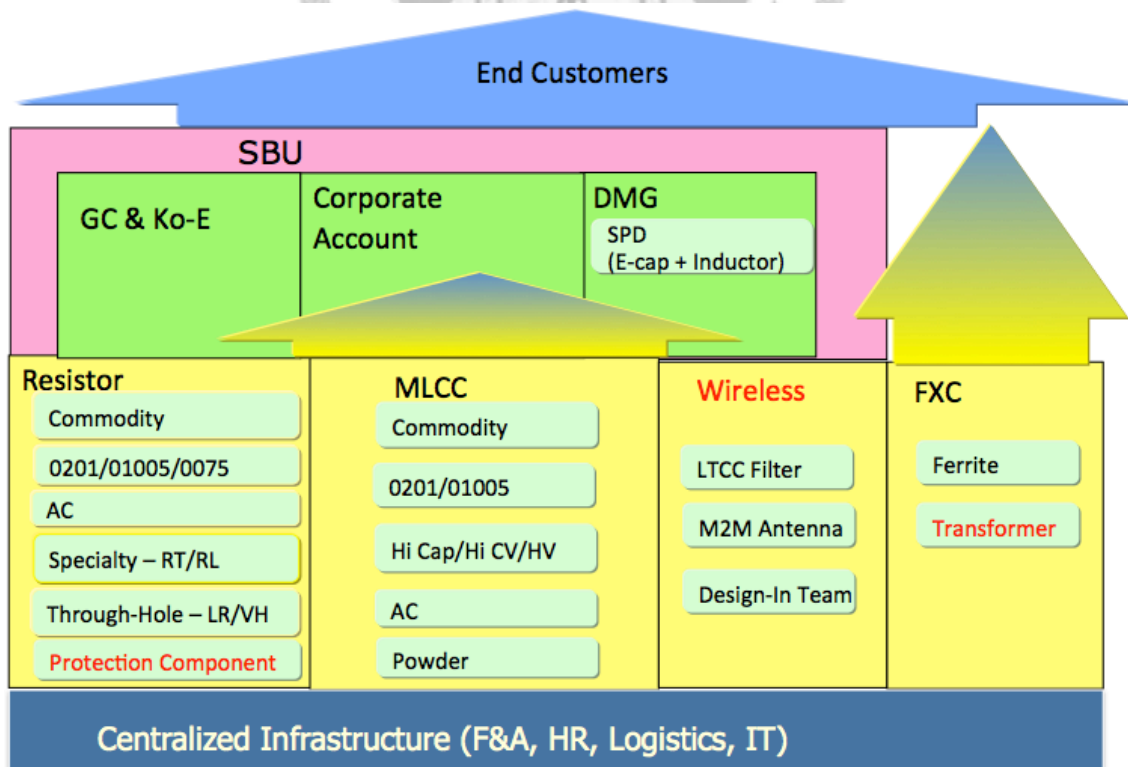 End Customers
SBU
GC & Ko-E
Corporate
Account
DMG
SPD
(E-cap + Inductor)
Resistor
Commodity
0201/01005/0075
AC
Specialty – RT/RL
Through-Hole – LR/VH
Protection Component
MLCC
Commodity
0201/01005
Hi Cap/Hi CV/HV
AC
Powder
Wireless
LTCC Filter
M2M Antenna
Design-In Team
FXC
Ferrite
Transformer
Centralized Infrastructure (F&A, HR, Logistics, IT)